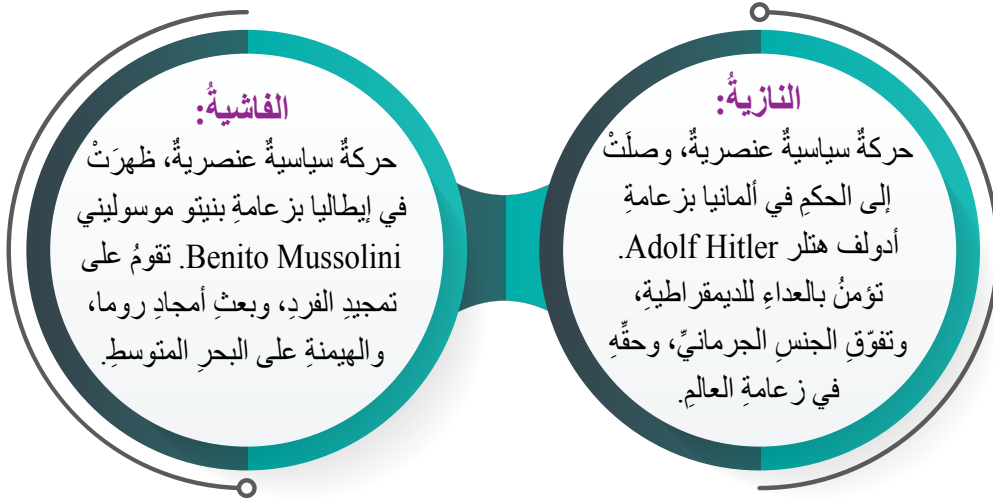 النازيةُ:
حركةٌ سياسيةٌ عنصريةٌ، وصلَتْ
إلى الحكمِ في ألمانيا بزعامةِ
أدولف هتلر Adolf Hitler.
تؤمنُ بالعداءِ للديمقراطيةِ،
وتفوّقِ الجنسِ الجرمانيِّ، وحقِّهِ
في زعامةِ العالمِ.
الفاشيةُ:
حركةٌ سياسيةٌ عنصريةٌ، ظهرَتْ
في إيطاليا بزعامةِ بنيتو موسوليني
Benito Mussolini. تقومُ على
تمجيدِ الفردِ، وبعثِ أمجادِ روما،
والهيمنةِ على البحرِ المتوسطِ.